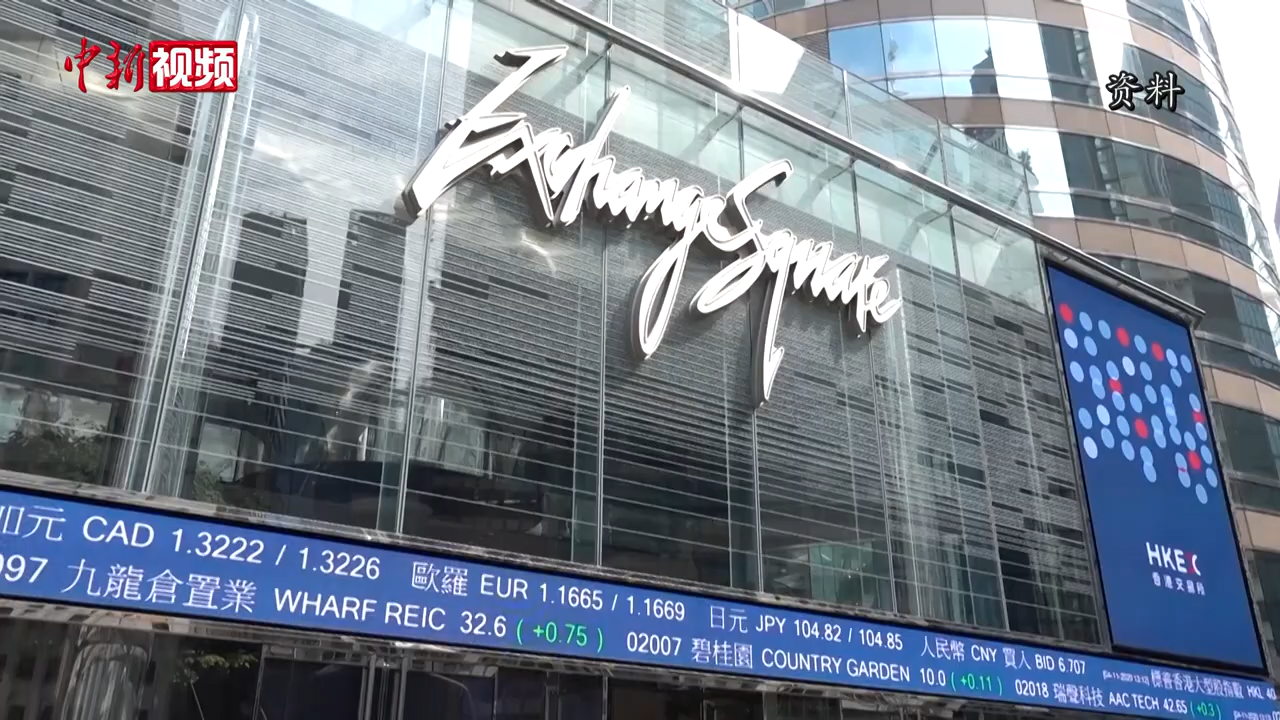 中新视频
资料
Exchange Square
HKEX
香港交易所
加元 CAD 1.3222 / 1.3226 歐羅 EUR 1.1665 / 1.1669 日元 JPY 104.82 / 104.85 人民幣 CNY 買入 BID 6.707
997 九龍倉置業 WHARF REIC 32.6 ( +0.75 ) 02007 碧桂園 COUNTRY GARDEN 10.0 ( +0.11 ) 02018 瑞聲科技 AAC TECH 42.65 (+0.3)